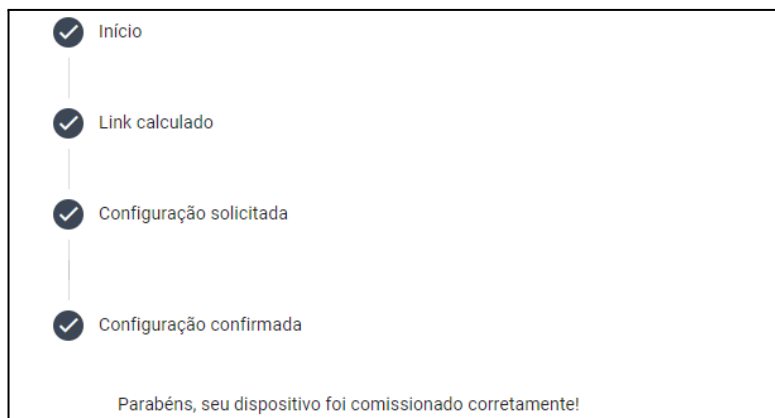 Início
Link calculado
Configuração solicitada
Configuração confirmada
Parabéns, seu dispositivo foi comissionado corretamente!